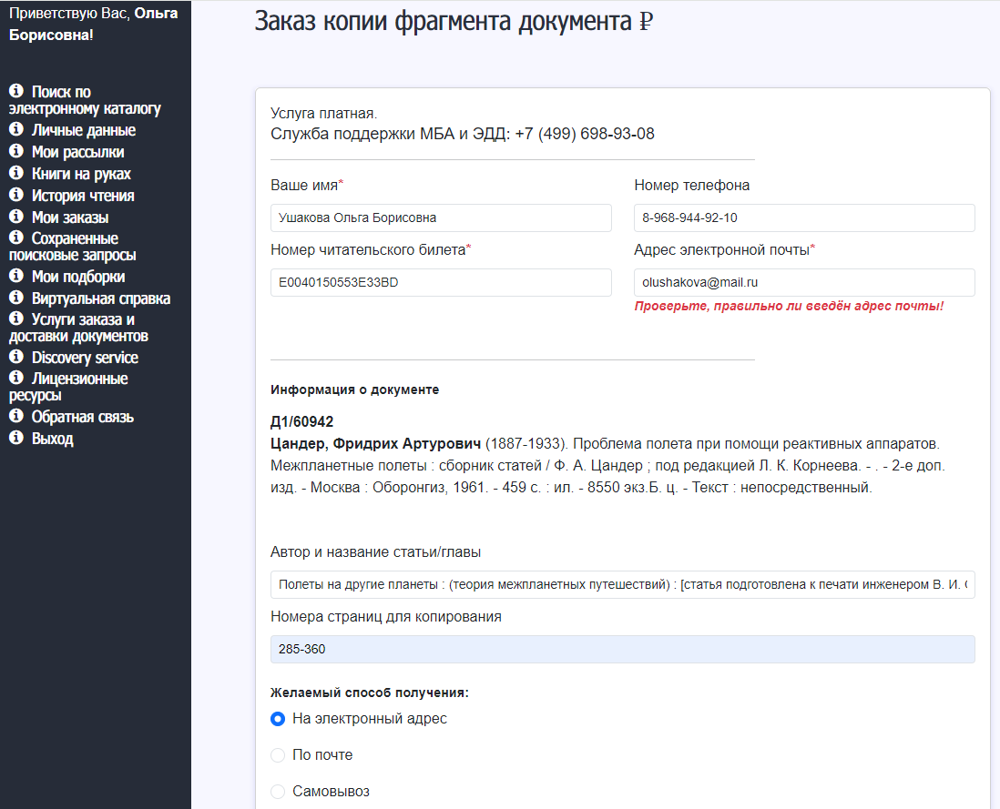 Приветствую Вас, Ольга
Борисовна!
Поиск по
электронному каталогу
Личные данные
Мои рассылки
Книги на руках
История чтения
Мои заказы
Сохраненные
поисковые запросы
Мои подборки
Виртуальная справка
Услуги заказа и
доставки документов
Discovery service
Лицензионные
ресурсы
Обратная связь
Выход
Заказ копии фрагмента документа ₽
Услуга платная.
Служба поддержки МБА и ЭДД: +7 (499) 698-93-08
Ваше имя*
Ушакова Ольга Борисовна
Номер телефона
8-968-944-92-10
Номер читательского билета*
E0040150553E33BD
Адрес электронной почты*
olushakova@mail.ru
Проверьте, правильно ли введён адрес почты!
Информация о документе
Д1/60942
Цандер, Фридрих Артурович (1887-1933). Проблема полета при помощи реактивных аппаратов.
Межпланетные полеты : сборник статей / Ф. А. Цандер ; под редакцией Л. К. Корнеева. - . - 2-е доп.
изд. - Москва : Оборонгиз, 1961. - 459 с. : ил. - 8550 экз.Б. ц. - Текст : непосредственный.
Автор и название статьи/главы
Полеты на другие планеты : (теория межпланетных путешествий) : [статья подготовлена к печати инженером В. И.
Номера страниц для копирования
285-360
Желаемый способ получения:
На электронный адрес
По почте
Самовывоз